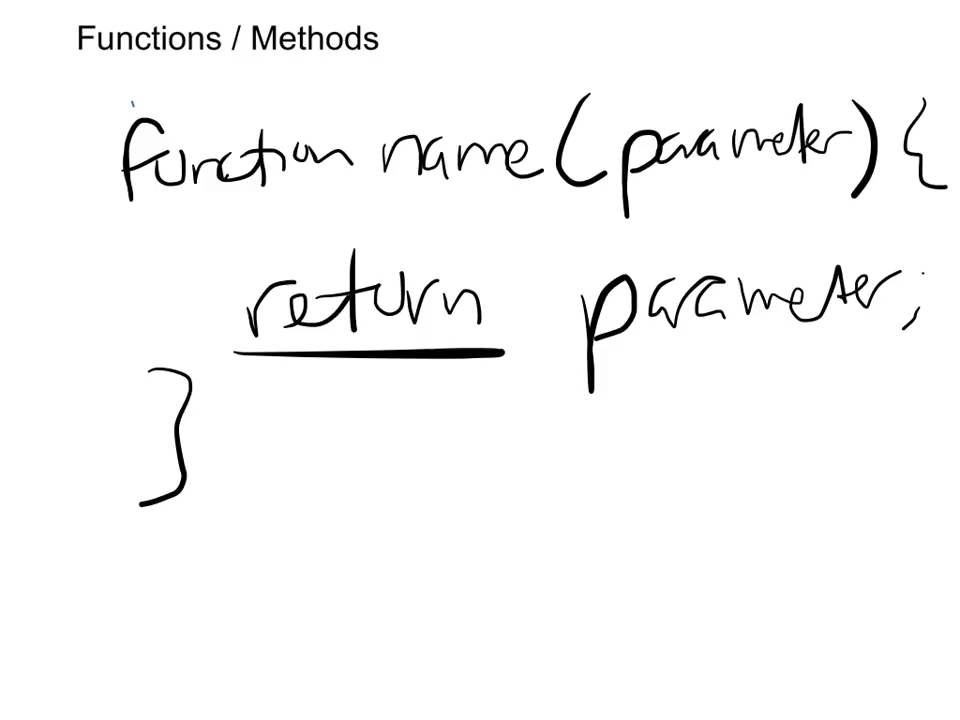 Functions / Methods
function name(parameter){
return parameter;
}